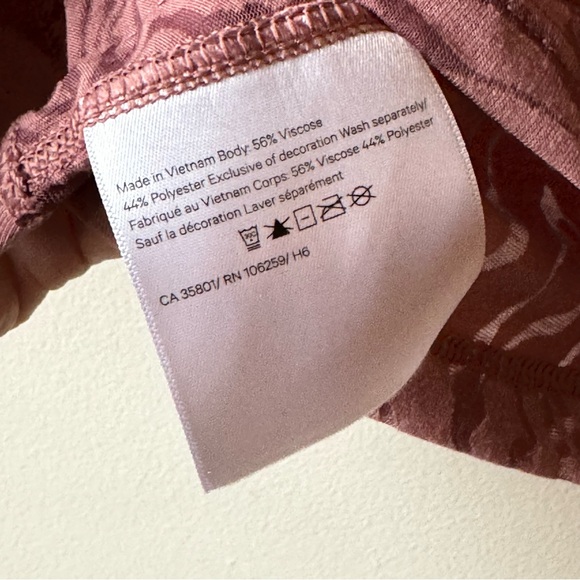 Made in Vietnam Body: 56% Viscose
44% Polyester Exclusive of decoration Wash separately/
Fabriqué au Vietnam Corps: 56% Viscose 44% Polyester
Sauf la décoration Laver séparément
CA 35801/ RN 106259/ H6